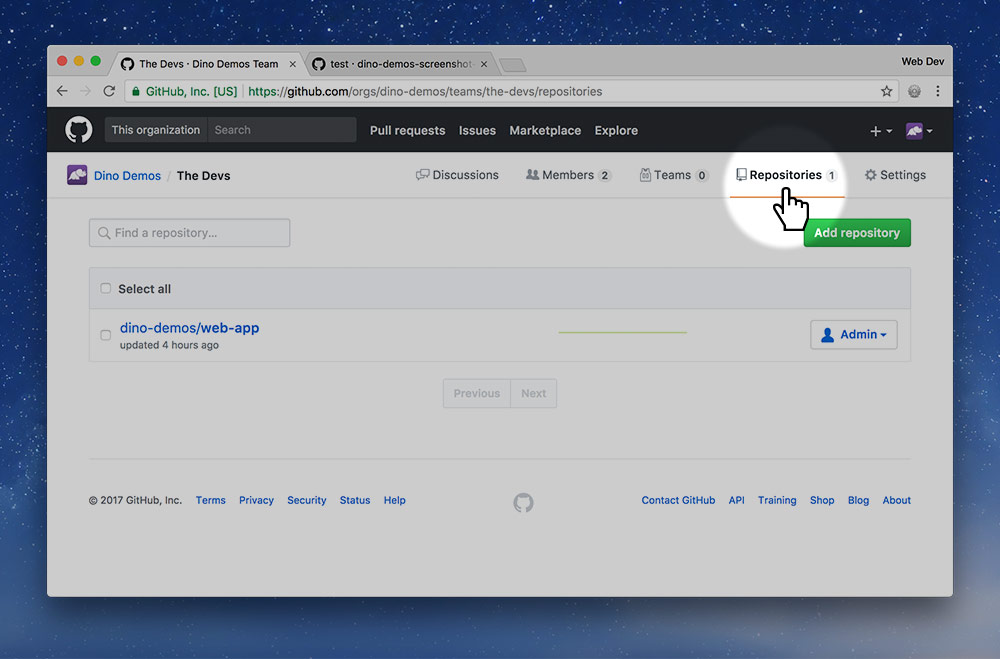 The Devs · Dino Demos Team
test · dino-demos-screenshot-
Web Dev
GitHub, Inc. [US] https://github.com/orgs/dino-demos/teams/the-devs/repositories
This organization Search Pull requests Issues Marketplace Explore
Dino Demos / The Devs Discussions Members 2 Teams 0 Repositories 1 Settings
Find a repository... Add repository
Select all
dino-demos/web-app
updated 4 hours ago
Admin
Previous Next
© 2017 GitHub, Inc. Terms Privacy Security Status Help Contact GitHub API Training Shop Blog About